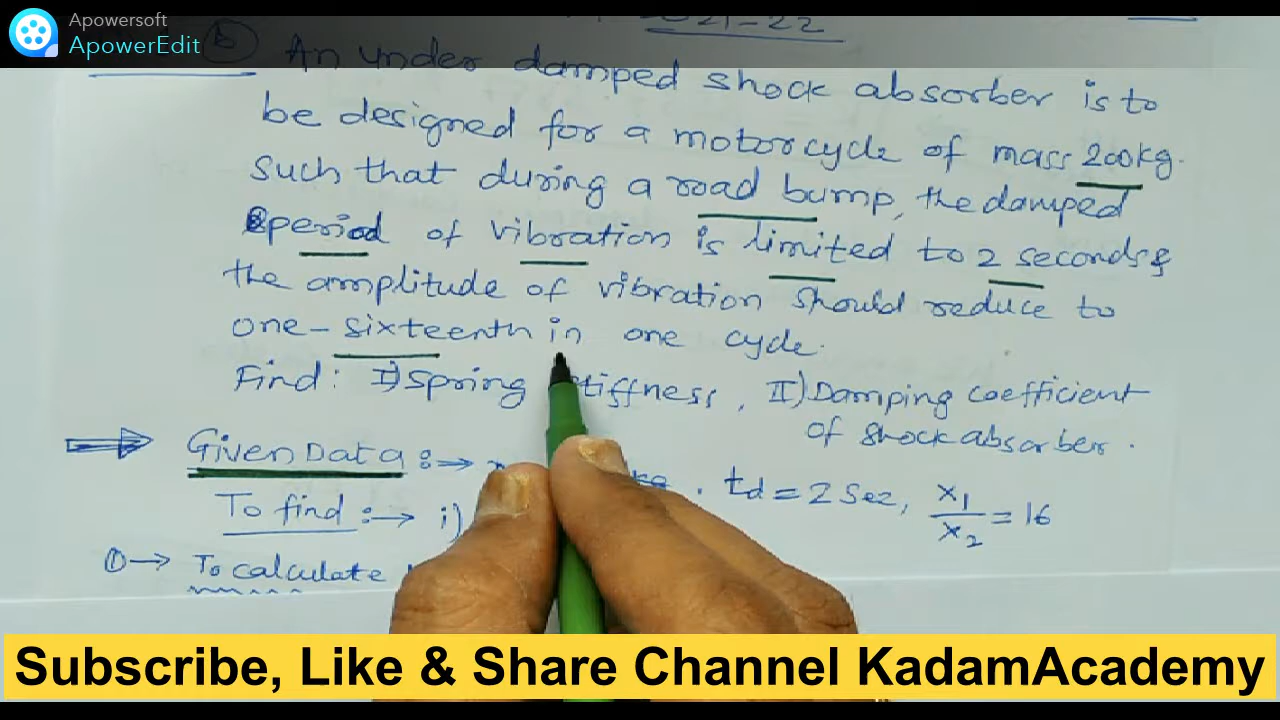 Apowersoft
ApowerEdit
21-22
b An under damped shock absorber is to
be designed for a motorcycle of mass 200kg.
Such that during a road bump, the damped
period of vibration is limited to 2 seconds &
the amplitude of vibration should reduce to
one-sixteenth in one cycle.
Find: I) Spring stiffness, II) Damping coefficient
of shock absorber.
Given Data :→ . td = 2 Sec, x1/x2 = 16
To find :→ i)
①→ To calculate
Subscribe, Like & Share Channel KadamAcademy